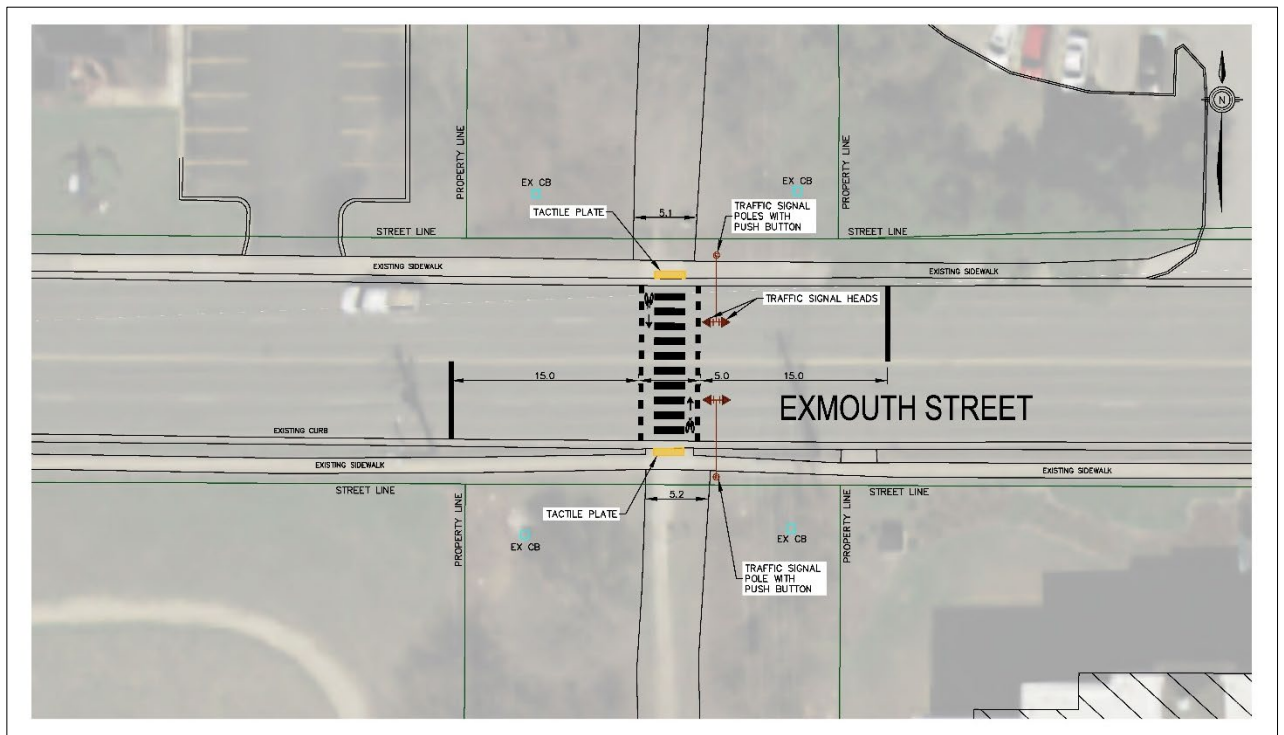 N
PROPERTY LINE
PROPERTY LINE
EX CB
EX CB
TACTILE PLATE
5.1
TRAFFIC SIGNAL
POLES WITH
PUSH BUTTON
STREET LINE
STREET LINE
EXISTING SIDEWALK
EXISTING SIDEWALK
TRAFFIC SIGNAL HEADS
15.0
5.0
15.0
EXMOUTH STREET
EXISTING CURB
EXISTING SIDEWALK
EXISTING SIDEWALK
STREET LINE
STREET LINE
5.2
TACTILE PLATE
PROPERTY LINE
PROPERTY LINE
EX CB
EX CB
TRAFFIC SIGNAL
POLE WITH
PUSH BUTTON